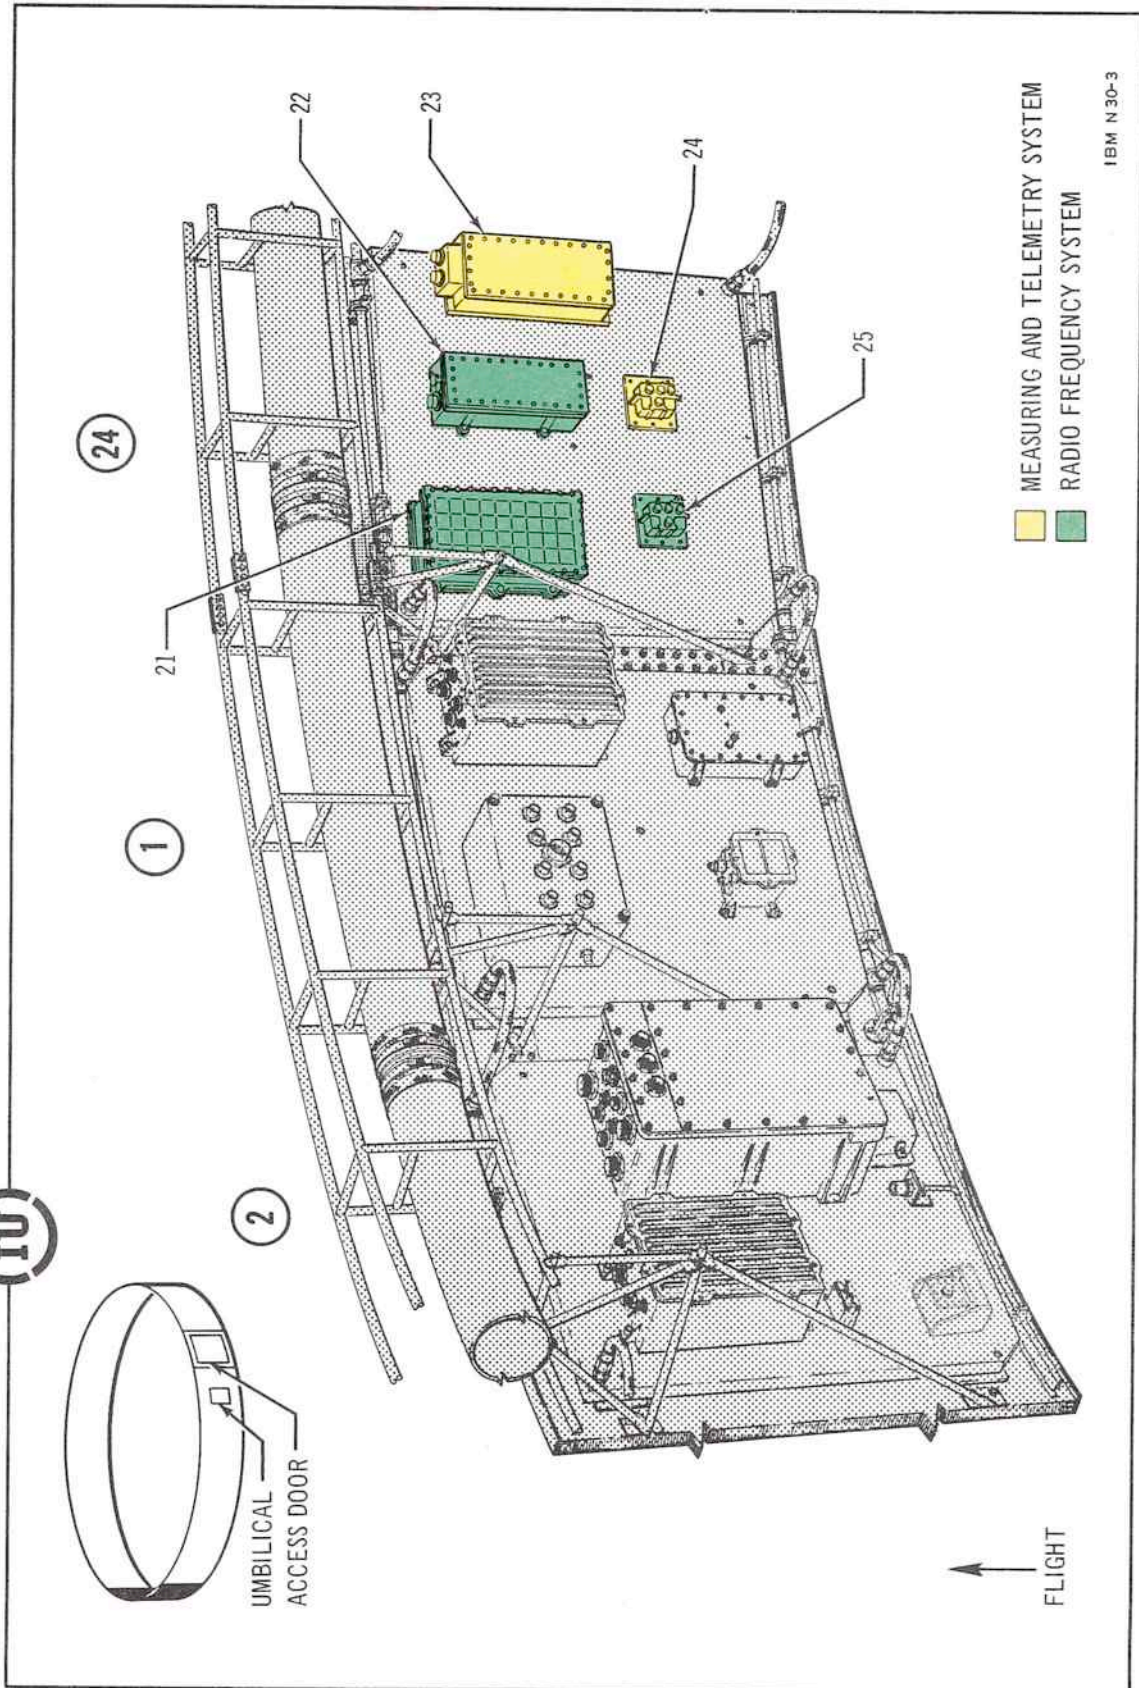 IU
UMBILICAL
ACCESS DOOR
2
1
24
21
22
23
24
25
FLIGHT
MEASURING AND TELEMETRY SYSTEM
RADIO FREQUENCY SYSTEM
IBM N30-3